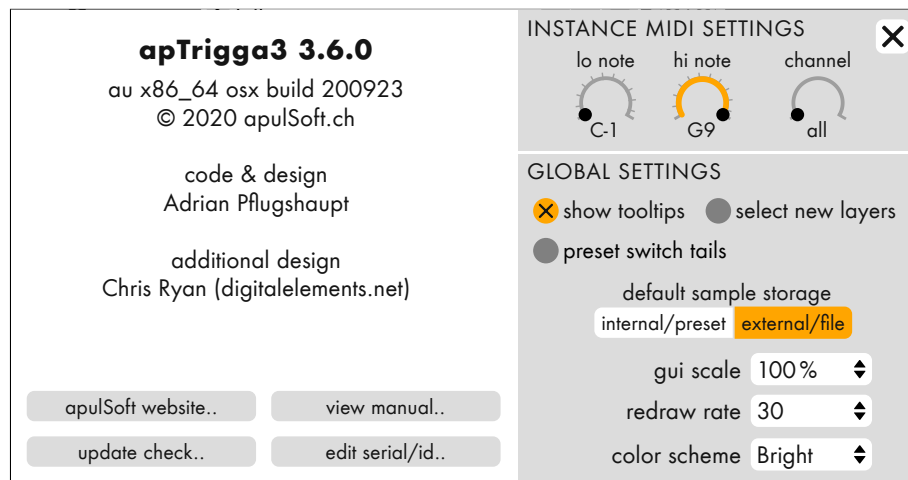 apTrigga3 3.6.0
au x86_64 osx build 200923
© 2020 apulSoft.ch
code & design
Adrian Pflugshaupt
additional design
Chris Ryan (digitalelements.net)
apulSoft website..
view manual..
update check..
edit serial/id..
INSTANCE MIDI SETTINGS
lo note hi note channel
C-1 G9 all
GLOBAL SETTINGS
show tooltips select new layers
preset switch tails
default sample storage
internal/preset external/file
gui scale 100 %
redraw rate 30
color scheme Bright